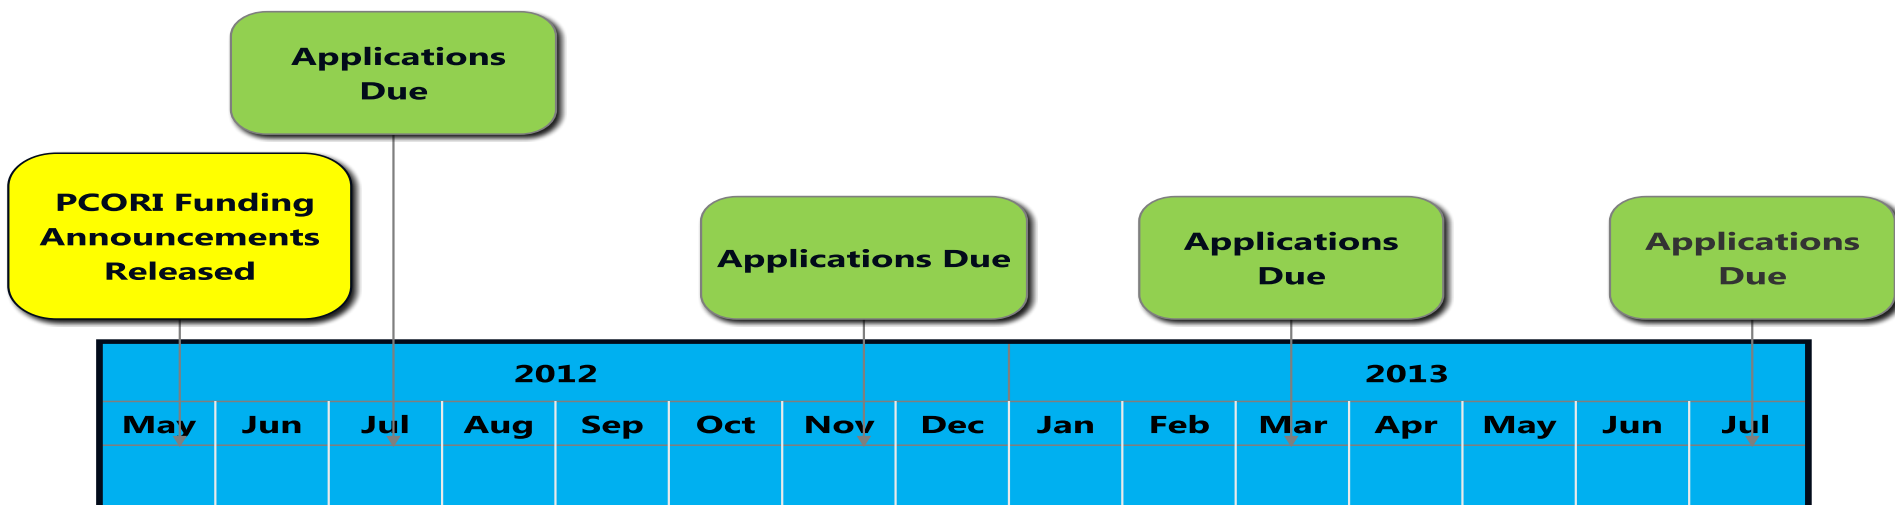 Applications
Due
PCORI Funding
Announcements
Released
Applications Due
Applications
Due
Applications
Due
2012 2013
May Jun Jul Aug Sep Oct Nov Dec Jan Feb Mar Apr May Jun Jul